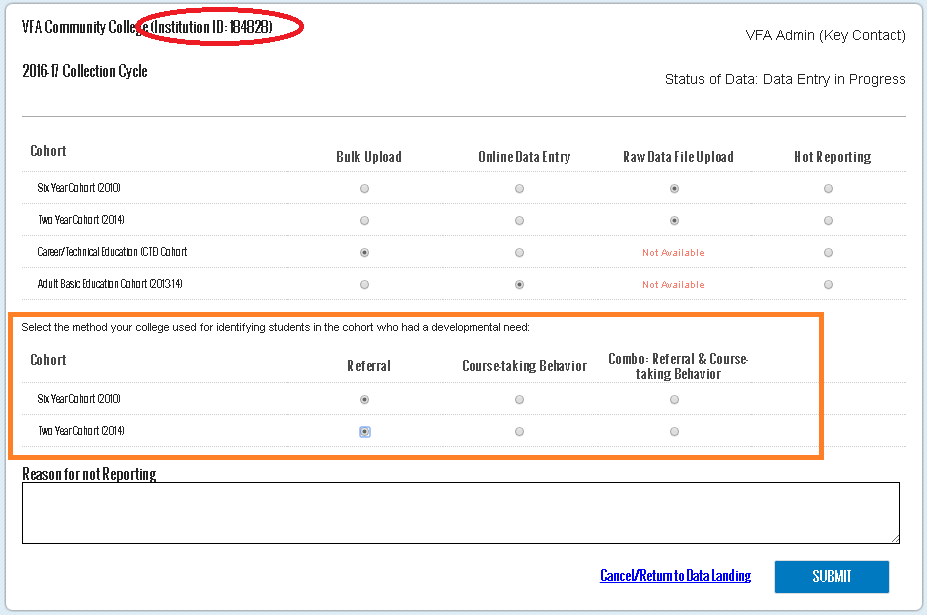 VFA Community College (Institution ID: 184828)
VFA Admin (Key Contact)
2016-17 Collection Cycle
Status of Data: Data Entry in Progress
Cohort Bulk Upload Online Data Entry Raw Data File Upload Not Reporting
Six Year Cohort (2010)
Two Year Cohort (2014)
Career/Technical Education (CTE) Cohort Not Available
Adult Basic Education Cohort (2013-14) Not Available
Select the method your college used for identifying students in the cohort who had a developmental need:
Cohort Referral Course-taking Behavior Combo: Referral & Course-
taking Behavior
Six Year Cohort (2010)
Two Year Cohort (2014)
Reason for not Reporting
Cancel/Return to Data Landing SUBMIT